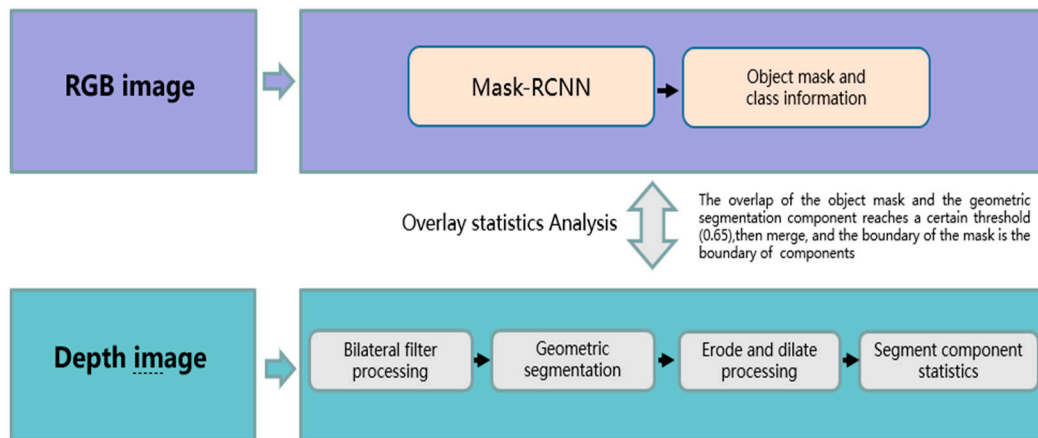 RGB image
Mask-RCNN
Object mask and
class information
Overlay statistics Analysis
The overlap of the object mask and the geometric
segmentation component reaches a certain threshold
(0.65),then merge, and the boundary of the mask is the
boundary of components
Depth image
Bilateral filter
processing
Geometric
segmentation
Erode and dilate
processing
Segment component
statistics